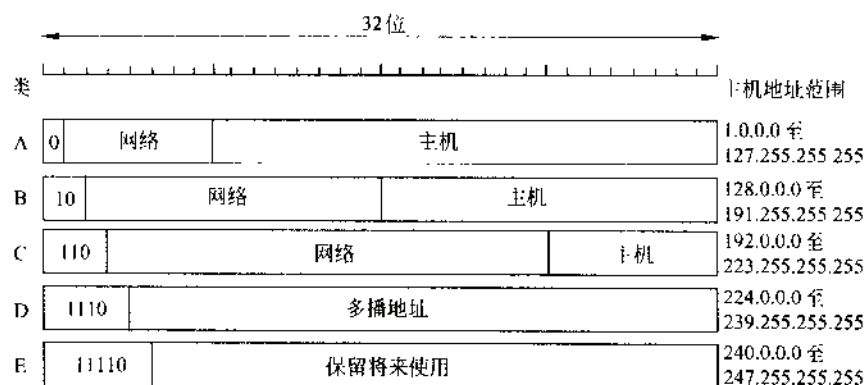 32位
类
主机地址范围
A 0 网络 主机 1.0.0.0 至
127.255.255.255
B 10 网络 主机 128.0.0.0 至
191.255.255.255
C 110 网络 主机 192.0.0.0 至
223.255.255.255
D 1110 多播地址 224.0.0.0 至
239.255.255.255
E 11110 保留将来使用 240.0.0.0 至
247.255.255.255